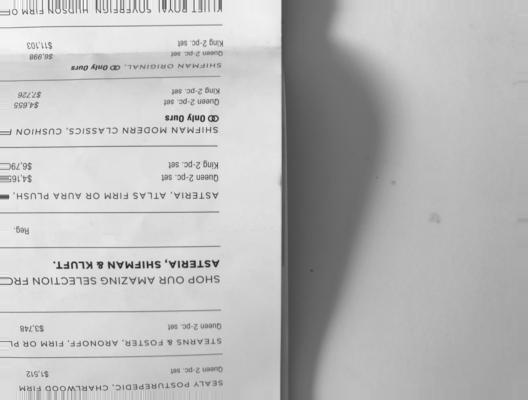 SEALY POSTUREPEDIC, CHARLWOOD FIRM
Queen 2-pc. set $1,512
STEARNS & FOSTER, ARONOFF, FIRM OR
Queen 2-pc. set $3,748
SHOP OUR AMAZING SELECTION
ASTERIA, SHIFMAN & KLUFT.
Reg.
ASTERIA, ATLAS FIRM OR AURA PLUSH,
Queen 2-pc. set $4,165
King 2-pc. set $6,79
SHIFMAN MODERN CLASSICS, CUSHION
Only Ours
Queen 2-pc. set $4,655
King 2-pc. set $7,726
SHIFMAN ORIGINAL, Only Ours
Queen 2-pc. set $6,998
King 2-pc. set $11,103
KLUFT ROYAL SOVEREIGN HUDSON FIRM